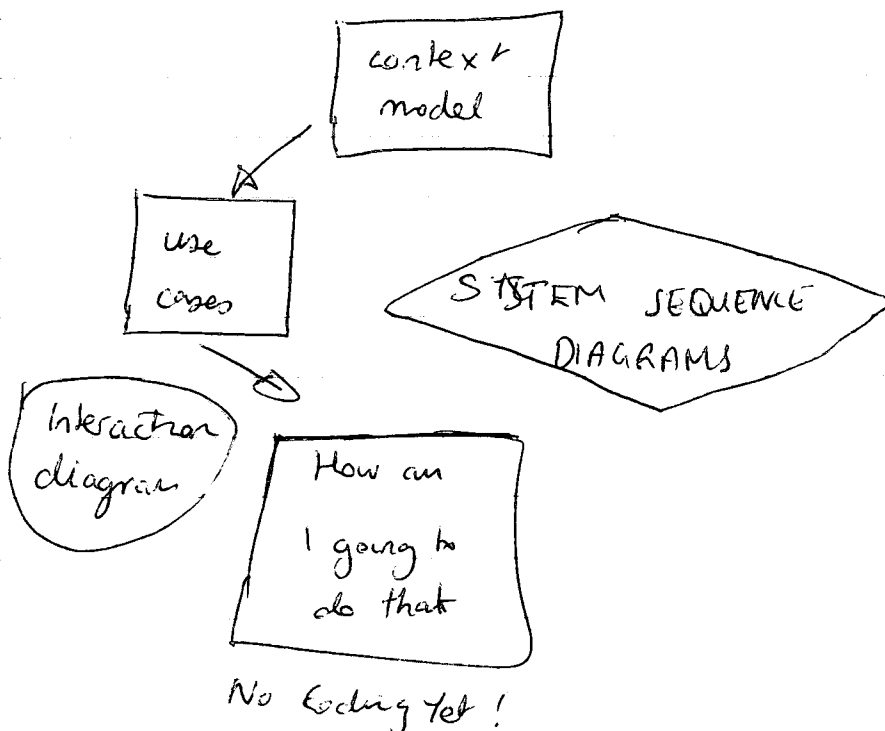 context
model
use
cases
SYSTEM SEQUENCE
DIAGRAMS
Interaction
diagram
How am
I going to
do that
No Coding Yet !